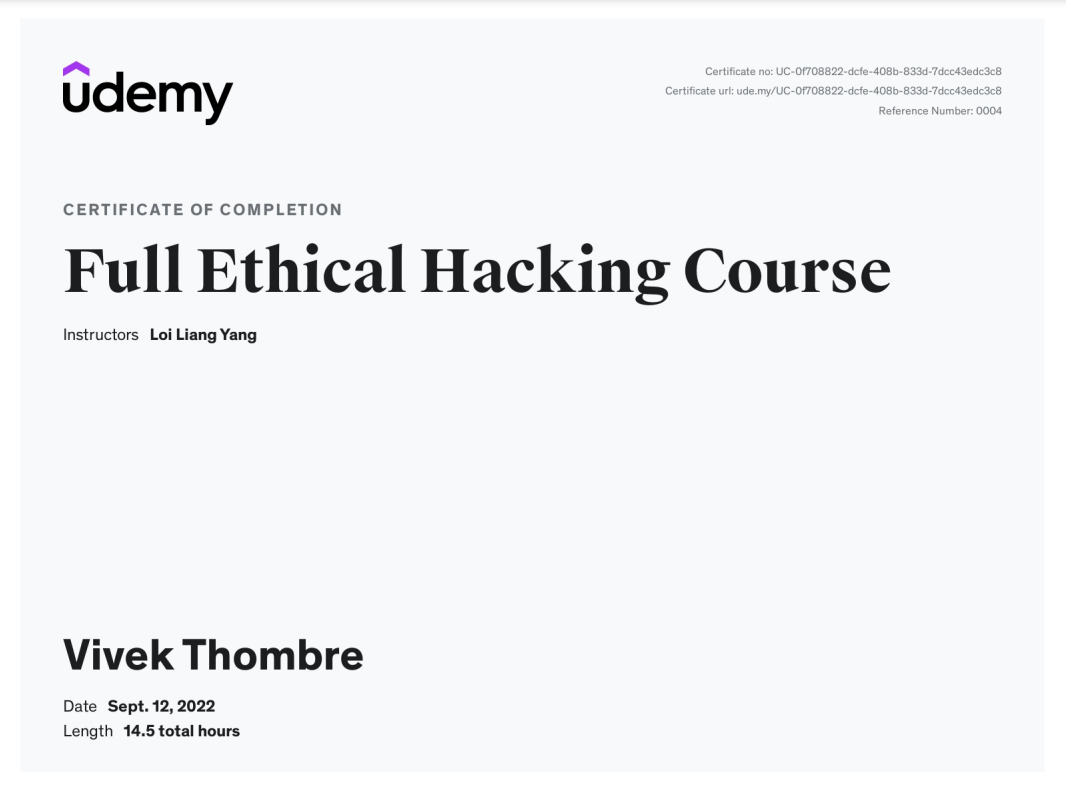 udemy
Certificate no: UC-0f708822-dcfe-408b-833d-7dcc43edc3c8
Certificate url: ude.my/UC-0f708822-dcfe-408b-833d-7dcc43edc3c8
Reference Number: 0004
CERTIFICATE OF COMPLETION
Full Ethical Hacking Course
Instructors Loi Liang Yang
Vivek Thombre
Date Sept. 12, 2022
Length 14.5 total hours